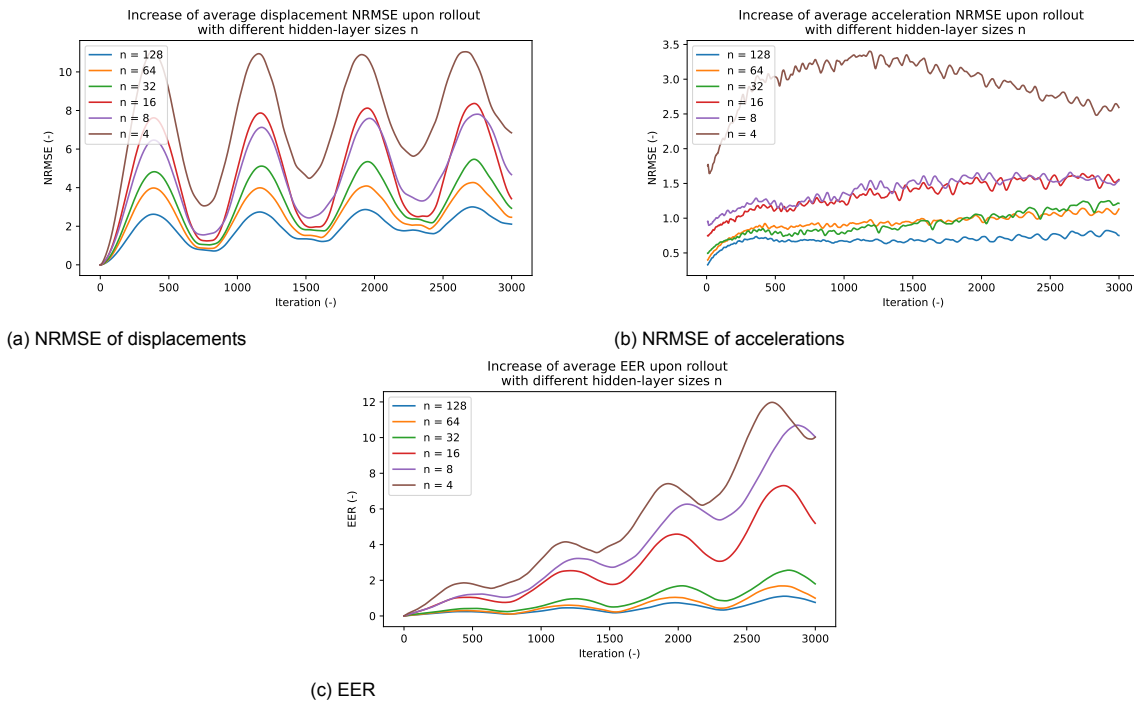 Increase of average displacement NRMSE upon rollout
with different hidden-layer sizes n
n = 128
n = 64
n = 32
n = 16
n = 8
n = 4
10
8
6
4
2
0
NRMSE (-)
0
500
1000
1500
2000
2500
3000
Iteration (-)
(a) NRMSE of displacements
Increase of average acceleration NRMSE upon rollout
with different hidden-layer sizes n
n = 128
n = 64
n = 32
n = 16
n = 8
n = 4
3.5
3.0
2.5
2.0
1.5
1.0
0.5
NRMSE (-)
0
500
1000
1500
2000
2500
3000
Iteration (-)
(b) NRMSE of accelerations
Increase of average EER upon rollout
with different hidden-layer sizes n
n = 128
n = 64
n = 32
n = 16
n = 8
n = 4
12
10
8
6
4
2
0
EER (-)
0
500
1000
1500
2000
2500
3000
Iteration (-)
(c) EER